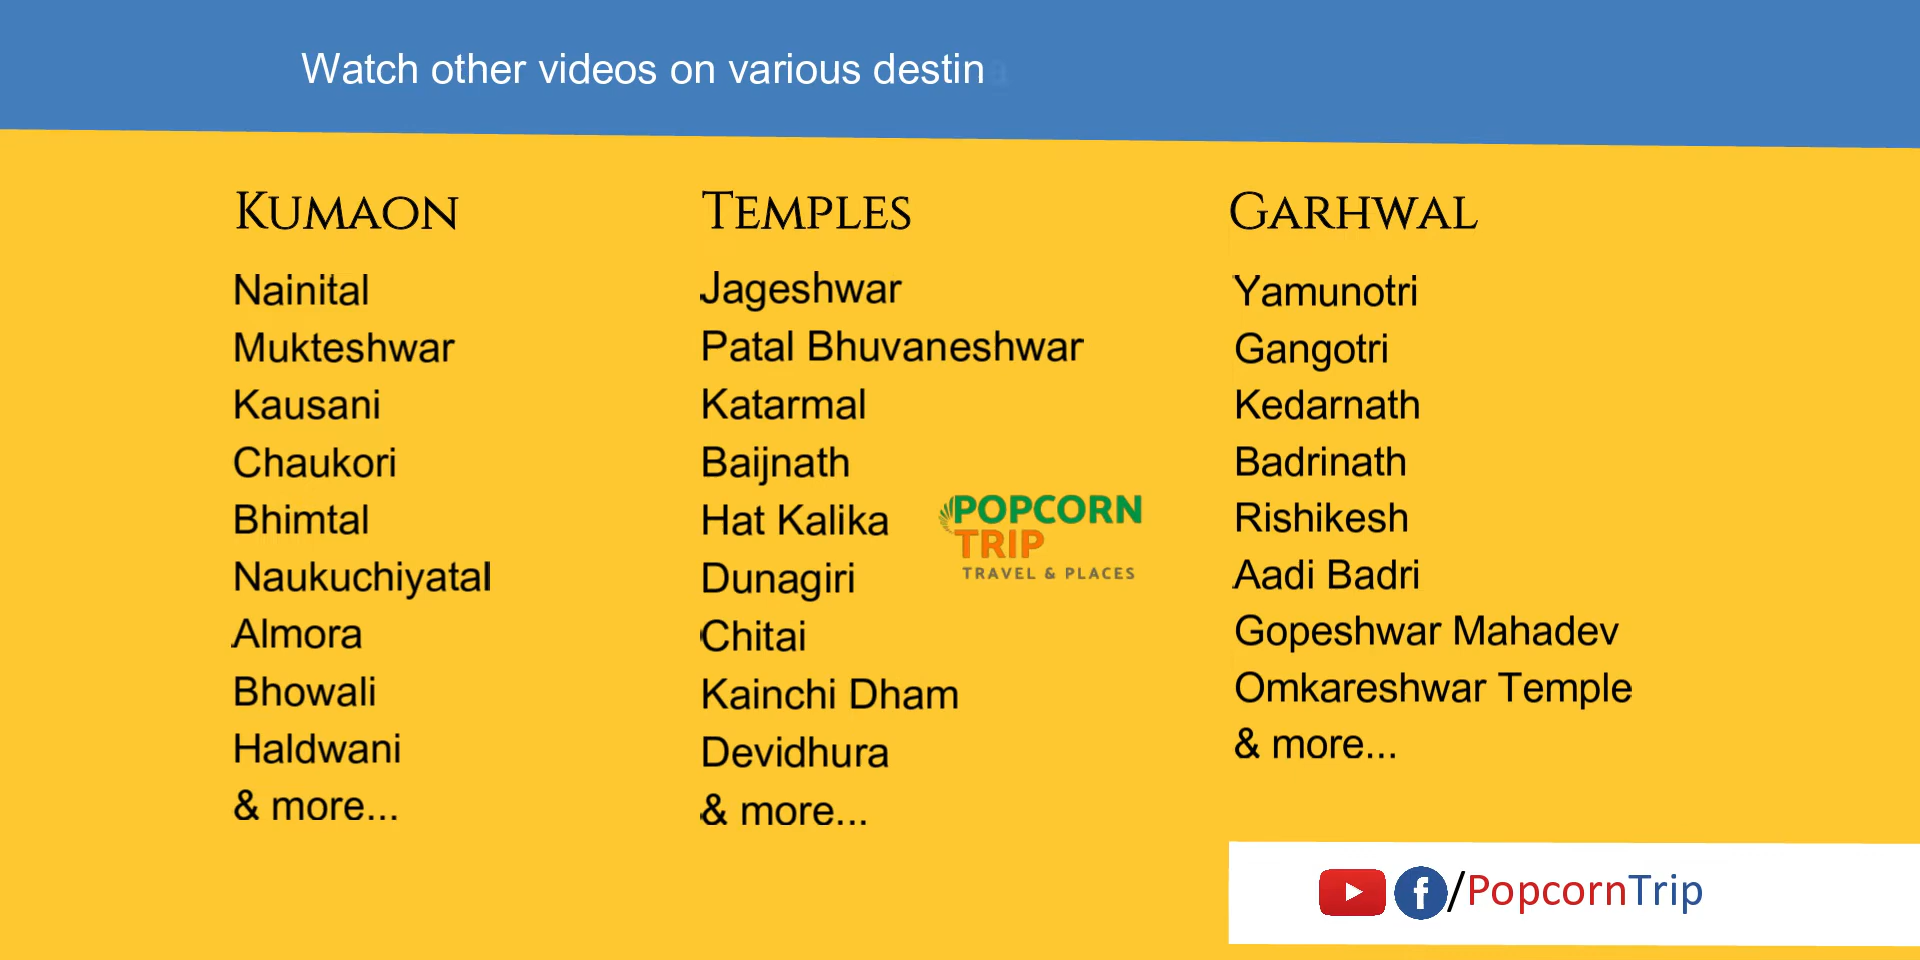 Watch other videos on various destina
KUMAON
Nainital
Mukteshwar
Kausani
Chaukori
Bhimtal
Naukuchiyatal
Almora
Bhowali
Haldwani
& more...
TEMPLES
Jageshwar
Patal Bhuvaneshwar
Katarmal
Baijnath
Hat Kalika
Dunagiri
Chitai
Kainchi Dham
Devidhura
& more...
POPCORN
TRIP
TRAVEL & PLACES
GARHWAL
Yamunotri
Gangotri
Kedarnath
Badrinath
Rishikesh
Aadi Badri
Gopeshwar Mahadev
Omkareshwar Temple
& more...
/PopcornTrip